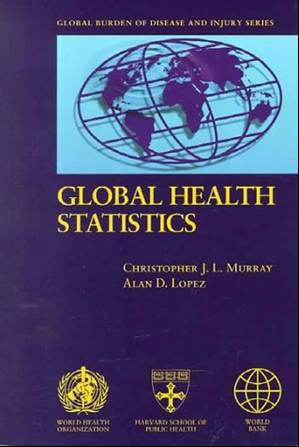 GLOBAL BURDEN OF DISEASE AND INJURY SERIES
GLOBAL HEALTH
STATISTICS
CHRISTOPHER J. L. MURRAY
ALAN D. LOPEZ
WORLD HEALTH
ORGANIZATION
HARVARD SCHOOL OF
PUBLIC HEALTH
WORLD
BANK